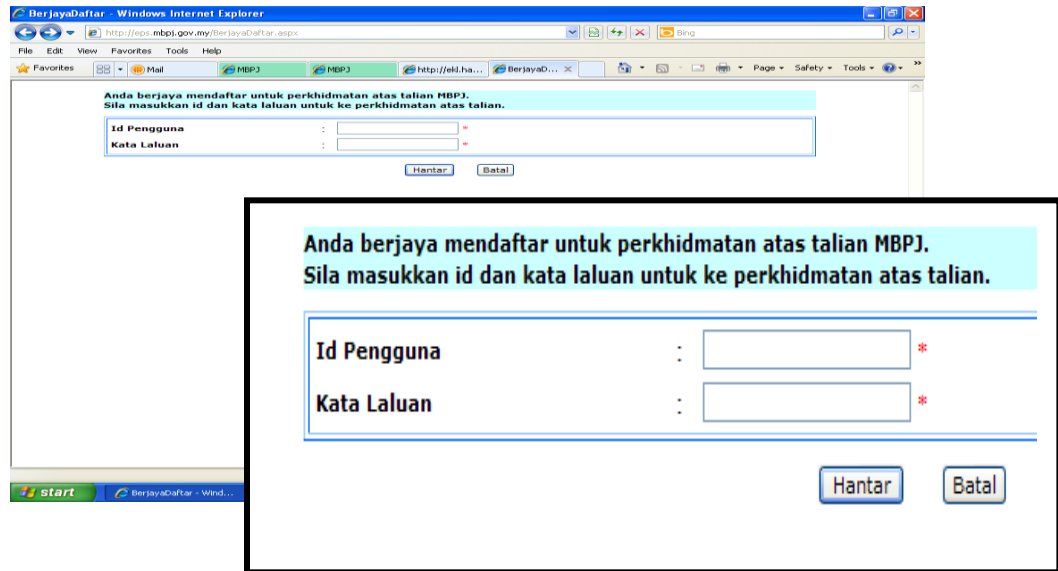 BerjayaDaftar - Windows Internet Explorer
http://eps.mbpj.gov.my/BerjayaDaftar.aspx
Bing
File Edit View Favorites Tools Help
Favorites Mail MBPJ MBPJ http://ekl.ha... BerjayaD... Page Safety Tools
Anda berjaya mendaftar untuk perkhidmatan atas talian MBPJ.
Sila masukkan id dan kata laluan untuk ke perkhidmatan atas talian.
Id Pengguna : *
Kata Laluan : *
Hantar Batal
Anda berjaya mendaftar untuk perkhidmatan atas talian MBPJ.
Sila masukkan id dan kata laluan untuk ke perkhidmatan atas talian.
Id Pengguna : *
Kata Laluan : *
Hantar Batal
start BerjayaDaftar - Wind...